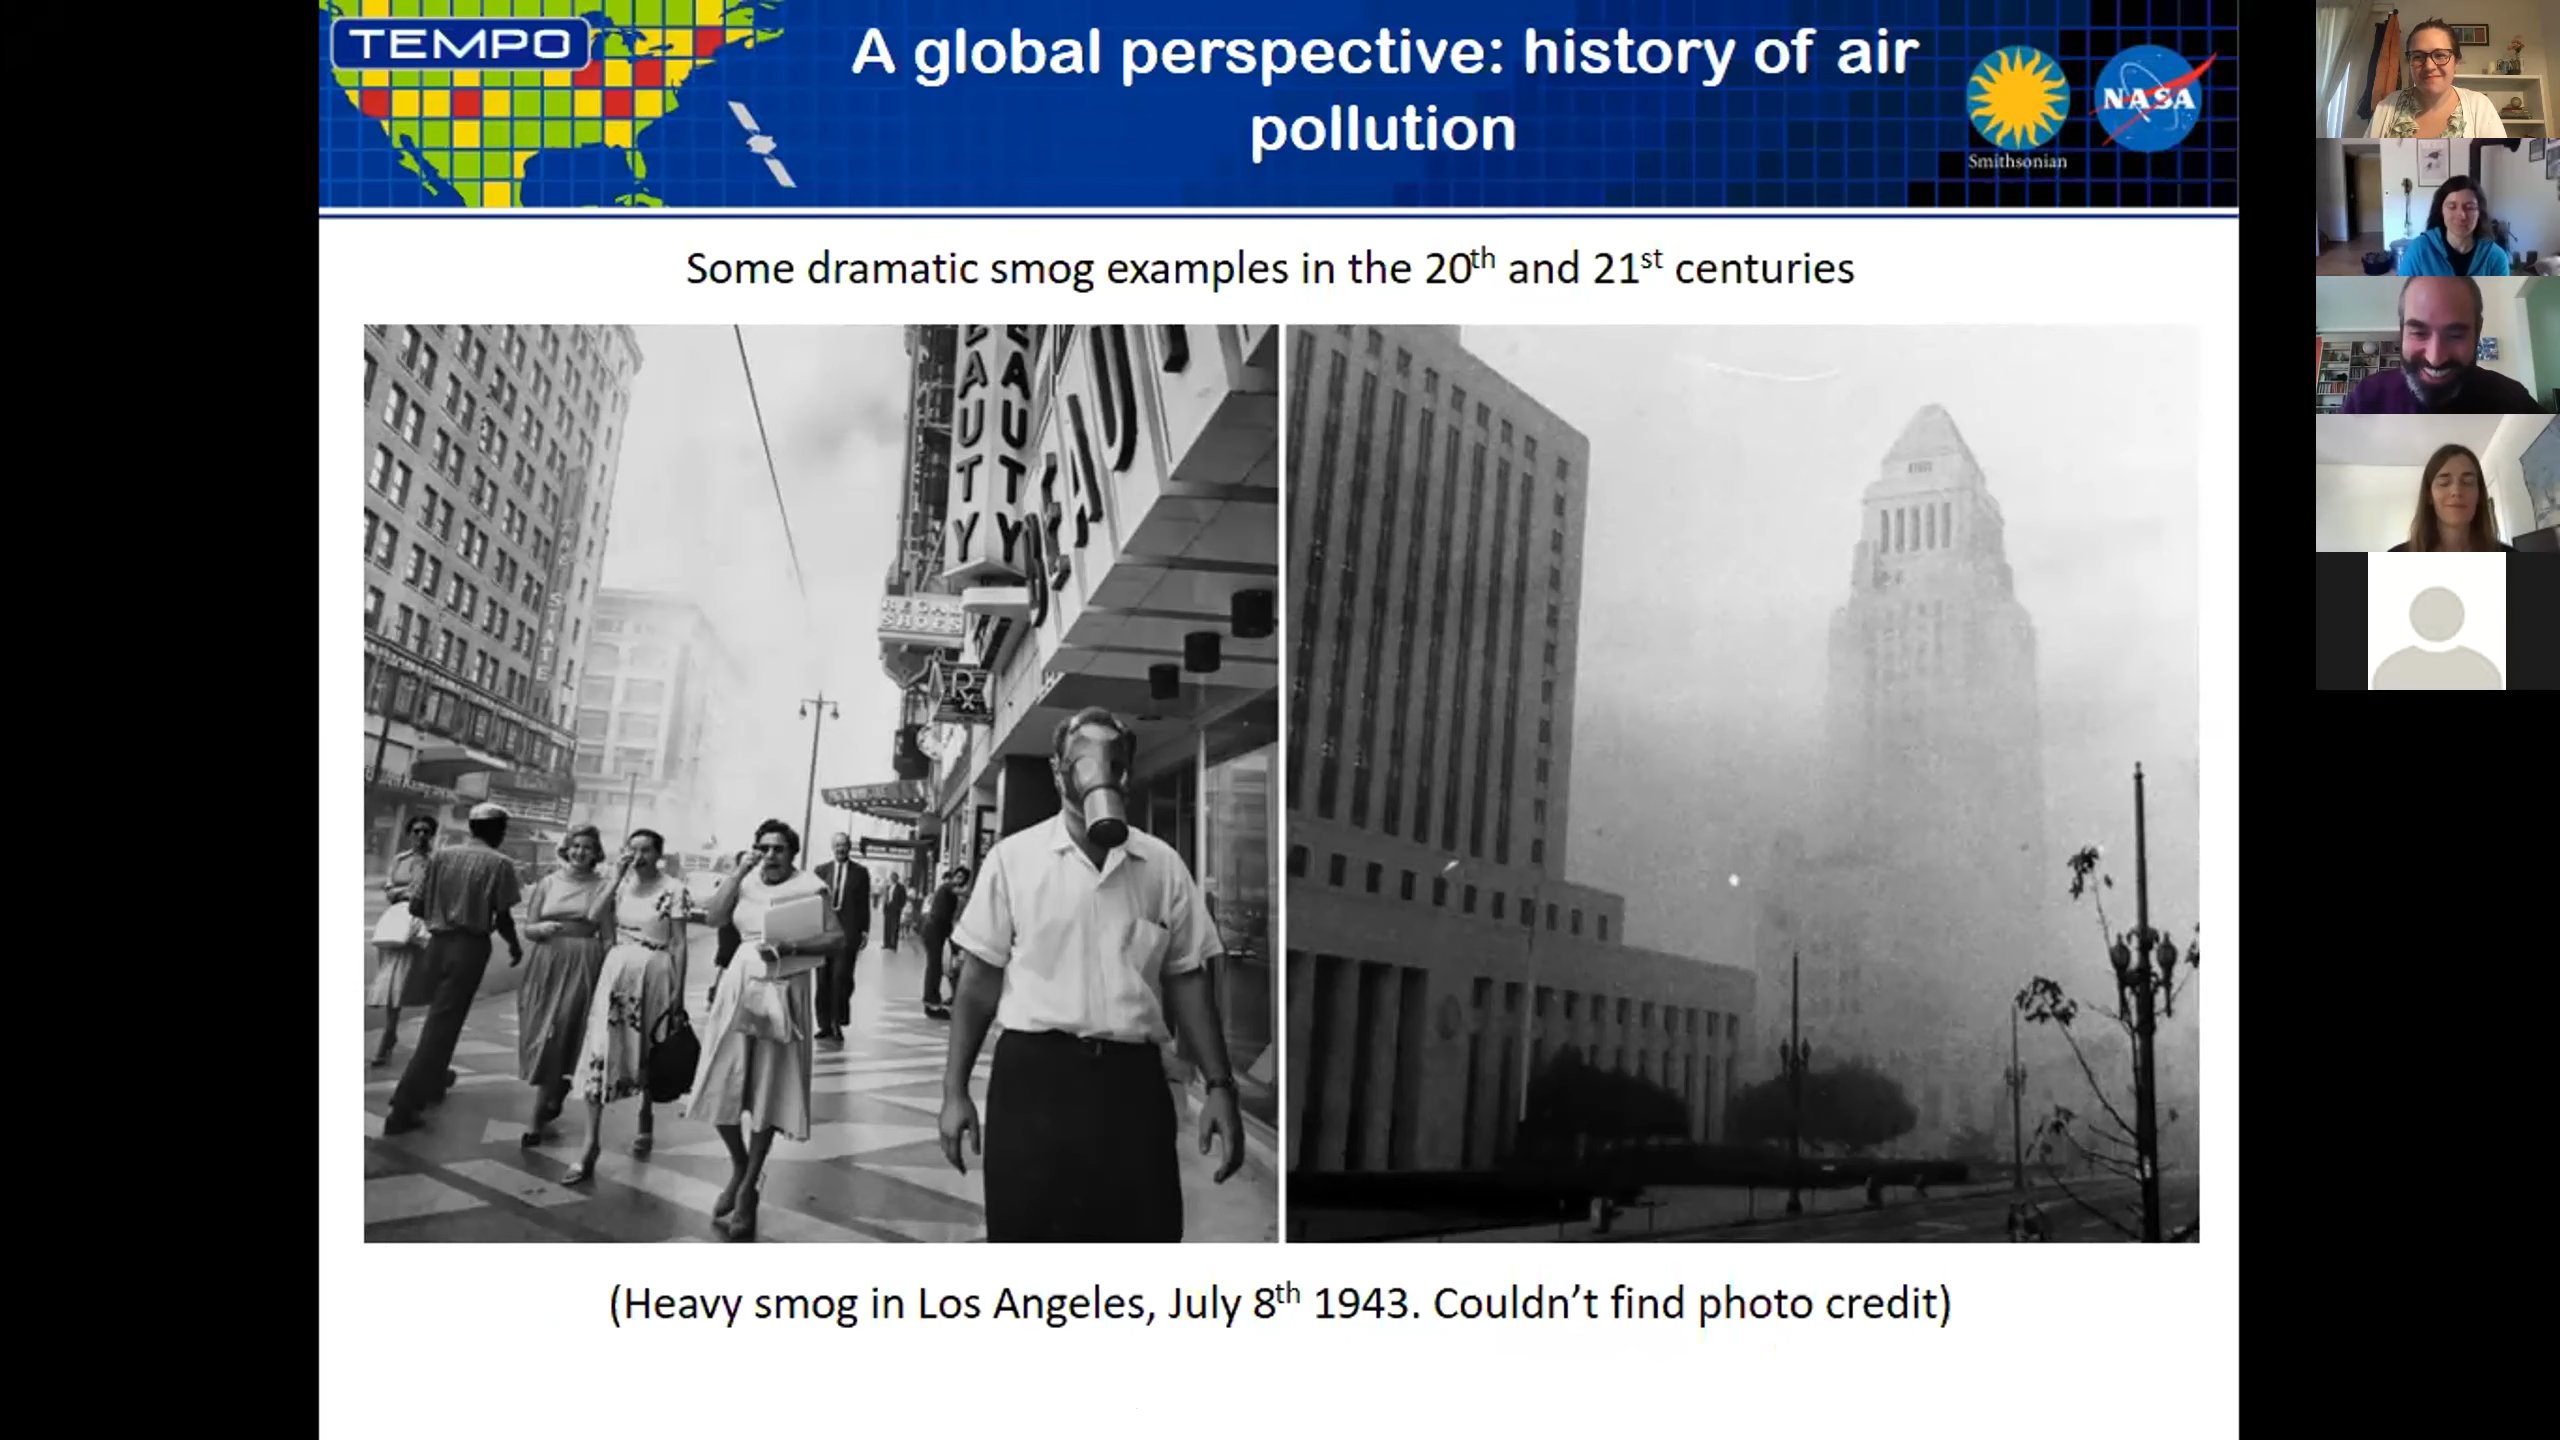 TEMPO
A global perspective: history of air
pollution
Smithsonian
NASA
Some dramatic smog examples in the 20th and 21st centuries
BEAUTY
STATE
SHOES
(Heavy smog in Los Angeles, July 8th 1943. Couldn't find photo credit)